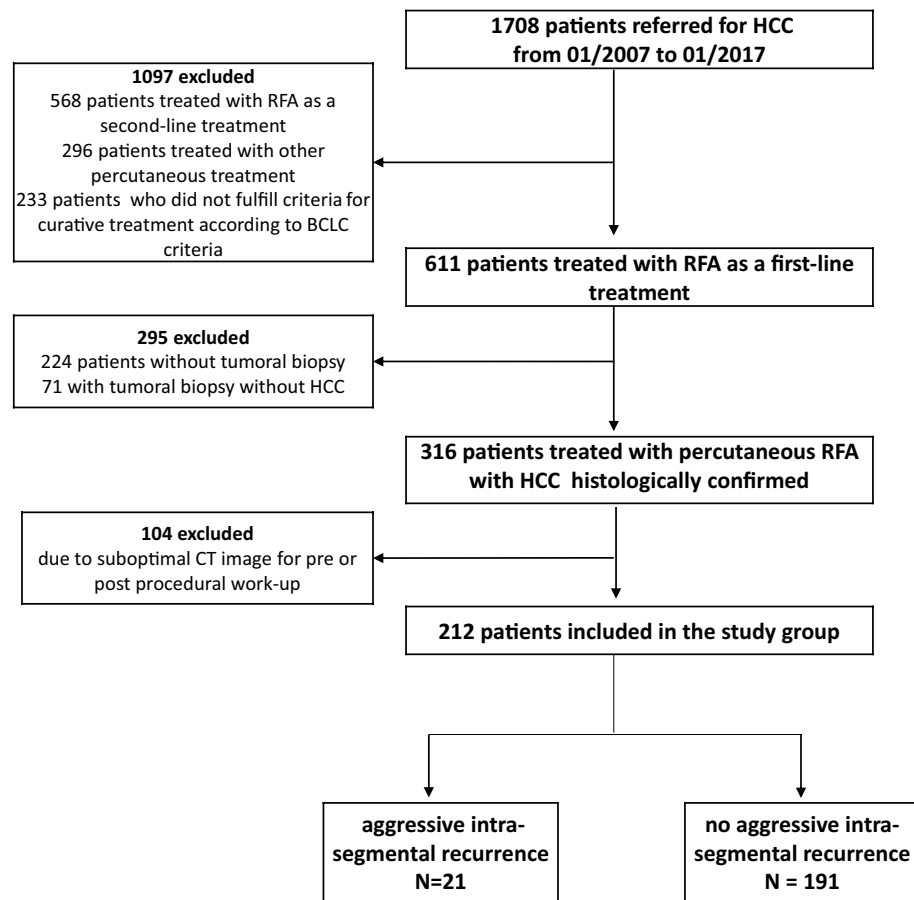 1708 patients referred for HCC
from 01/2007 to 01/2017
1097 excluded
568 patients treated with RFA as a
second-line treatment
296 patients treated with other
percutaneous treatment
233 patients who did not fulfill criteria for
curative treatment according to BCLC
criteria
611 patients treated with RFA as a first-line
treatment
295 excluded
224 patients without tumoral biopsy
71 with tumoral biopsy without HCC
316 patients treated with percutaneous RFA
with HCC histologically confirmed
104 excluded
due to suboptimal CT image for pre or
post procedural work-up
212 patients included in the study group
aggressive intra-
segmental recurrence
N=21
no aggressive intra-
segmental recurrence
N = 191